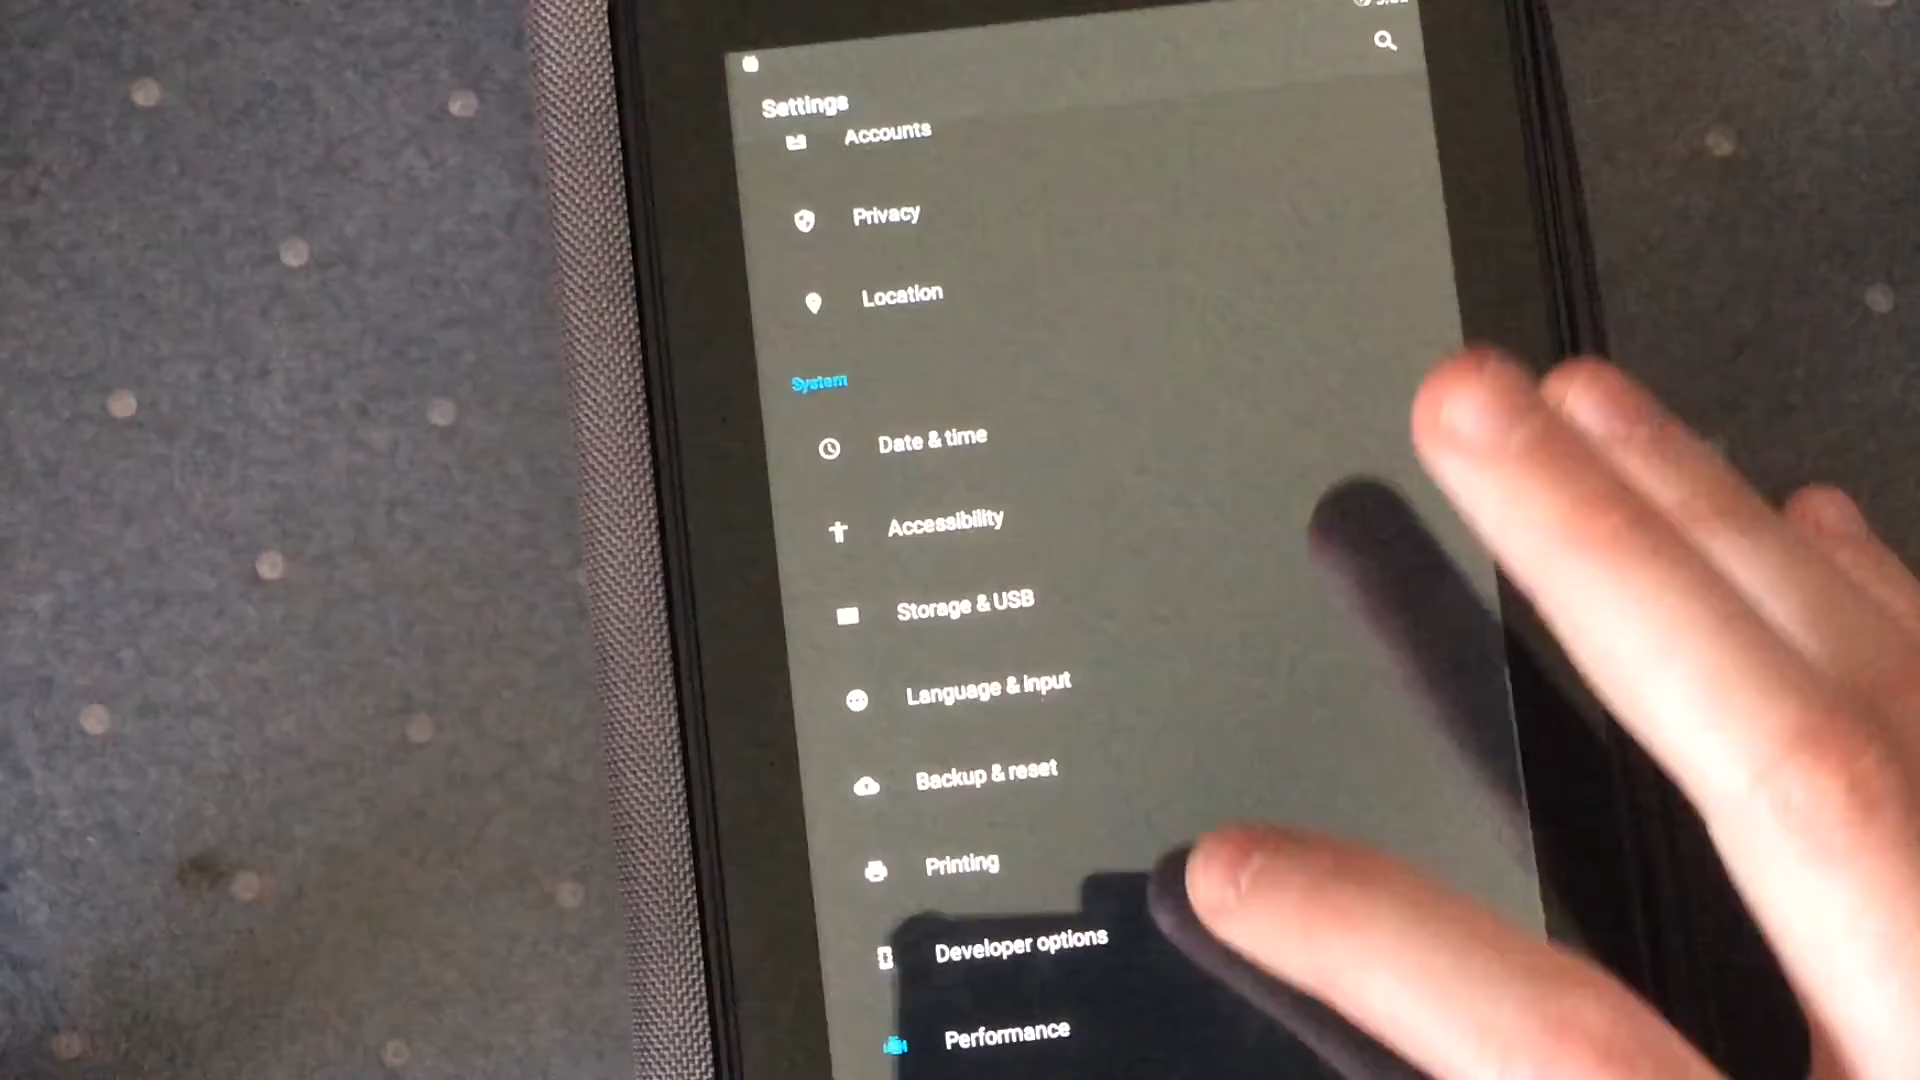 Settings
Accounts
Privacy
Location
System
Date & time
Accessibility
Storage & USB
Language & input
Backup & reset
Printing
Developer options
Performance